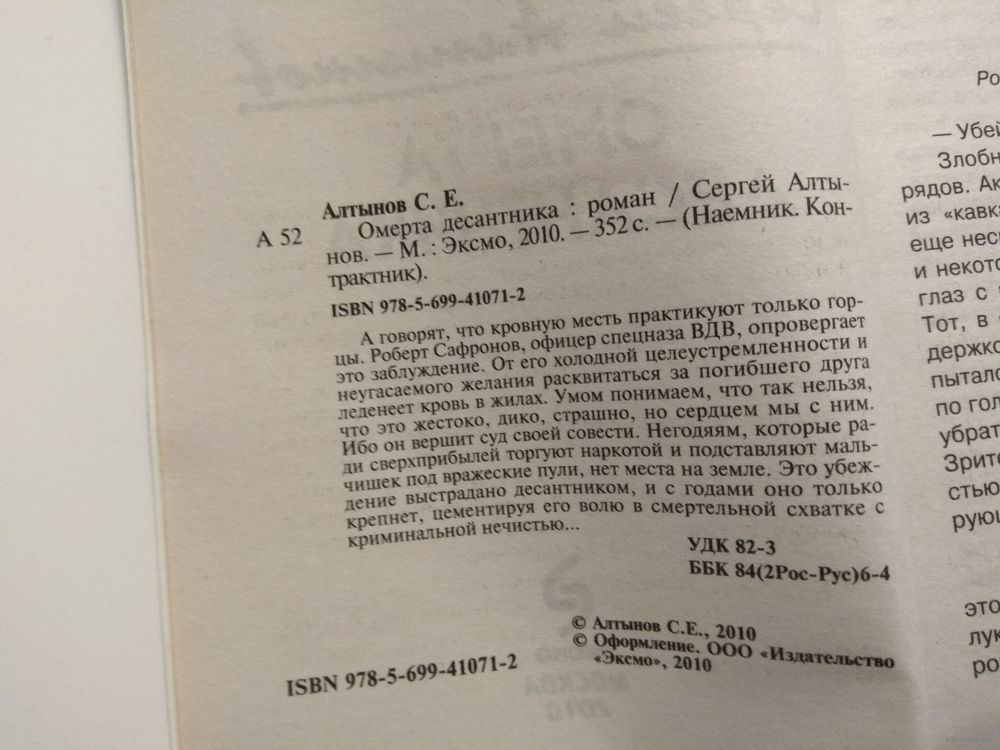 Алтынов С. Е.
А 52
Омерта десантника : роман / Сергей Алты-
нов. — М. : Эксмо, 2010. — 352 с. — (Наемник. Кон-
трактник).
ISBN 978-5-699-41071-2
А говорят, что кровную месть практикуют только гор-
цы. Роберт Сафронов, офицер спецназа ВДВ, опровергает
это заблуждение. От его холодной целеустремленности и
неугасаемого желания расквитаться за погибшего друга
леденеет кровь в жилах. Умом понимаем, что так нельзя,
что это жестоко, дико, страшно, но сердцем мы с ним.
Ибо он вершит суд своей совести. Негодяям, которые ра-
ди сверхприбылей торгуют наркотой и подставляют маль-
чишек под вражеские пули, нет места на земле. Это убеж-
дение выстрадано десантником, и с годами оно только
крепнет, цементируя его волю в смертельной схватке с
криминальной нечистью...
УДК 82-3
ББК 84(2Рос-Рус)6-4
© Алтынов С.Е., 2010
© Оформление. ООО «Издательство
«Эксмо», 2010
ISBN 978-5-699-41071-2
— Убей
Злобн
рядов. Ак
из «кавка
еще неск
и некото
глаз с
Тот, в
держко
пытало
по гол
убрат
Зрите
стью
рующ
это
лук
ро